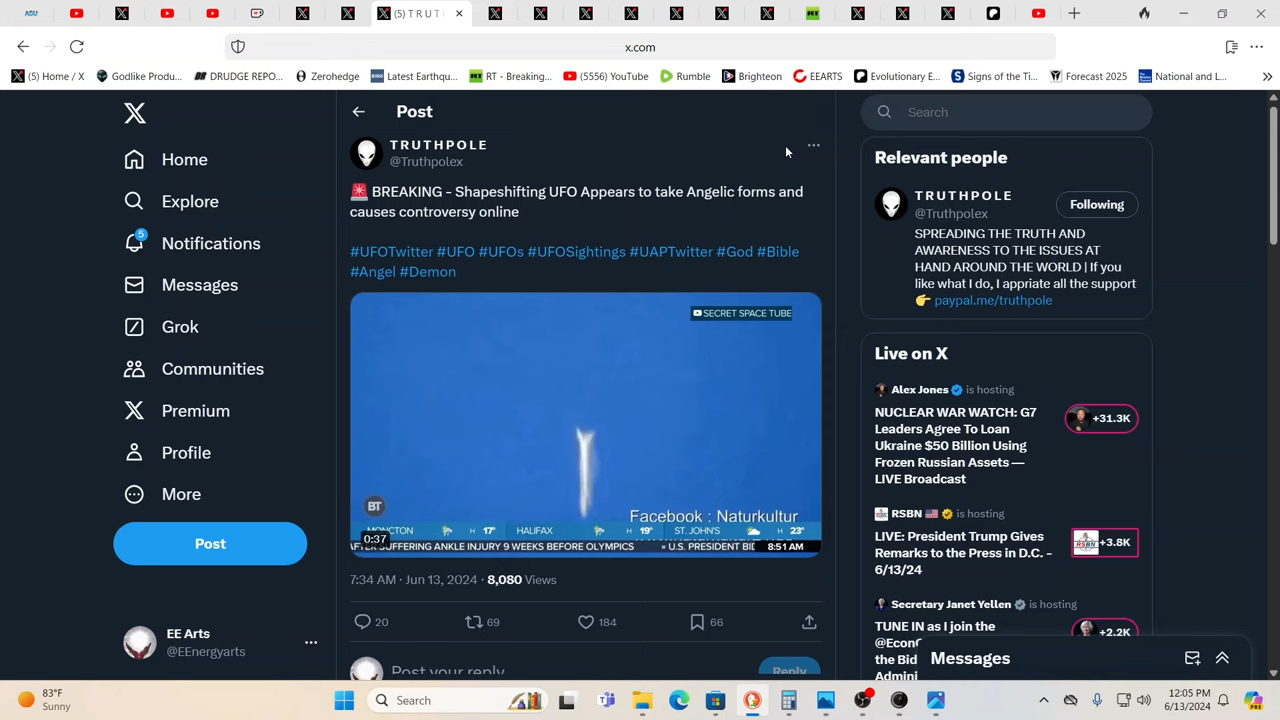 (5) T R U T
x.com
(5) Home / X
Godlike Produ...
DRUDGE REPO...
Zerohedge
Latest Earthqu...
RT - Breaking...
(5556) YouTube
Rumble
Brighteon
EEARTS
Evolutionary E...
Signs of the Ti...
Forecast 2025
National and L...
Home
Explore
5
Notifications
Messages
Grok
Communities
Premium
Profile
More
Post
EE Arts
@EEnergyarts
Post
T R U T H P O L E
@Truthpolex
🚨 BREAKING - Shapeshifting UFO Appears to take Angelic forms and
causes controversy online
#UFOTwitter #UFO #UFOs #UFOSightings #UAPTwitter #God #Bible
#Angel #Demon
SECRET SPACE TUBE
BT
Facebook : Naturkultur
MONCTON H 17° HALIFAX H 19° ST. JOHN'S H 23°
0:37
AFTER SUFFERING ANKLE INJURY 9 WEEKS BEFORE OLYMPICS U.S. PRESIDENT BID 8:51 AM
7:34 AM · Jun 13, 2024 · 8,080 Views
20 69 184 66
Post your reply
Reply
Search
Relevant people
T R U T H P O L E
@Truthpolex
Following
SPREADING THE TRUTH AND
AWARENESS TO THE ISSUES AT
HAND AROUND THE WORLD | If you
like what I do, I appriate all the support
👉 paypal.me/truthpole
Live on X
Alex Jones is hosting
NUCLEAR WAR WATCH: G7
Leaders Agree To Loan
Ukraine $50 Billion Using
Frozen Russian Assets —
LIVE Broadcast
+31.3K
RSBN 🇺🇸 is hosting
LIVE: President Trump Gives
Remarks to the Press in D.C. -
6/13/24
+3.8K
Secretary Janet Yellen is hosting
TUNE IN as I join the
@Econ
the Bid
Admini
+2.2K
Messages
83°F
Sunny
Search
12:05 PM
6/13/2024